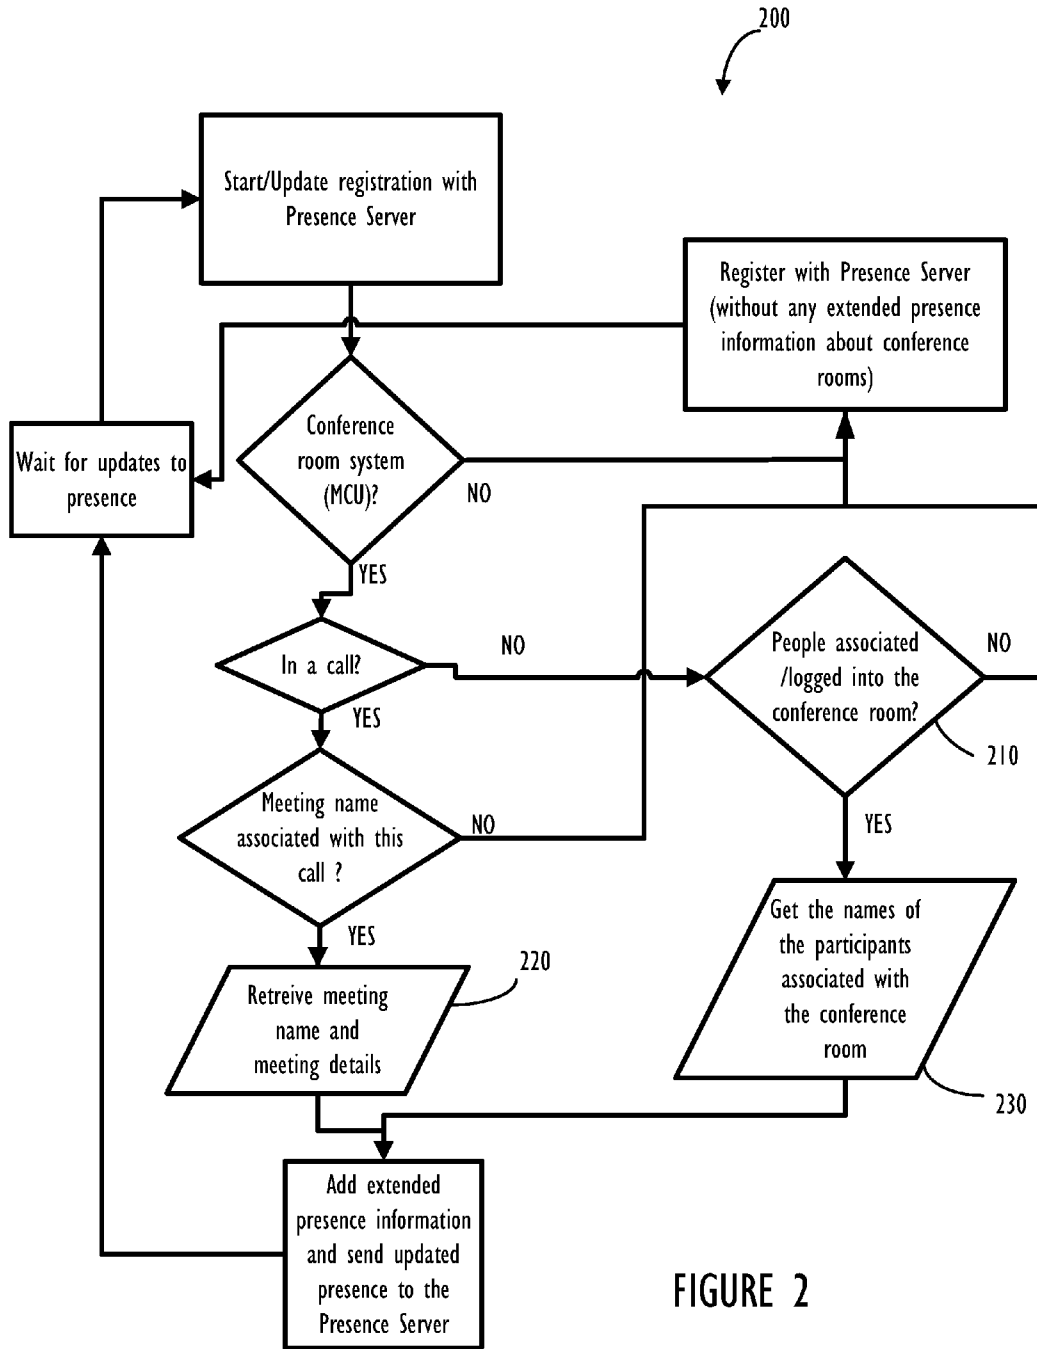 200
Start/Update registration with
Presence Server
Register with Presence Server
(without any extended presence
information about conference
rooms)
Conference
room system
(MCU)?
NO
Wait for updates to
presence
YES
In a call?
NO
People associated
/logged into the
conference room?
NO
YES
210
Meeting name
associated with this
call ?
NO
YES
YES
Get the names of
the participants
associated with
the conference
room
220
Retreive meeting
name and
meeting details
230
Add extended
presence information
and send updated
presence to the
Presence Server
FIGURE 2